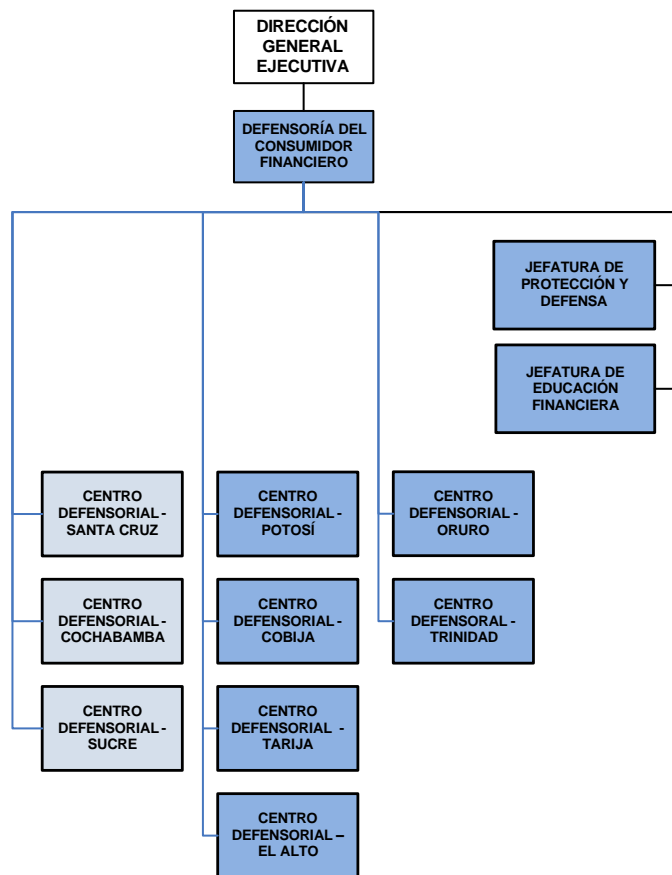 DIRECCIÓN
GENERAL
EJECUTIVA
DEFENSORÍA DEL
CONSUMIDOR
FINANCIERO
JEFATURA DE
PROTECCIÓN Y
DEFENSA
JEFATURA DE
EDUCACIÓN
FINANCIERA
CENTRO
DEFENSORIAL -
SANTA CRUZ
CENTRO
DEFENSORIAL -
POTOSÍ
CENTRO
DEFENSORIAL -
ORURO
CENTRO
DEFENSORIAL -
COCHABAMBA
CENTRO
DEFENSORIAL -
COBIJA
CENTRO
DEFENSORAL -
TRINIDAD
CENTRO
DEFENSORIAL -
SUCRE
CENTRO
DEFENSORIAL -
TARIJA
CENTRO
DEFENSORIAL –
EL ALTO